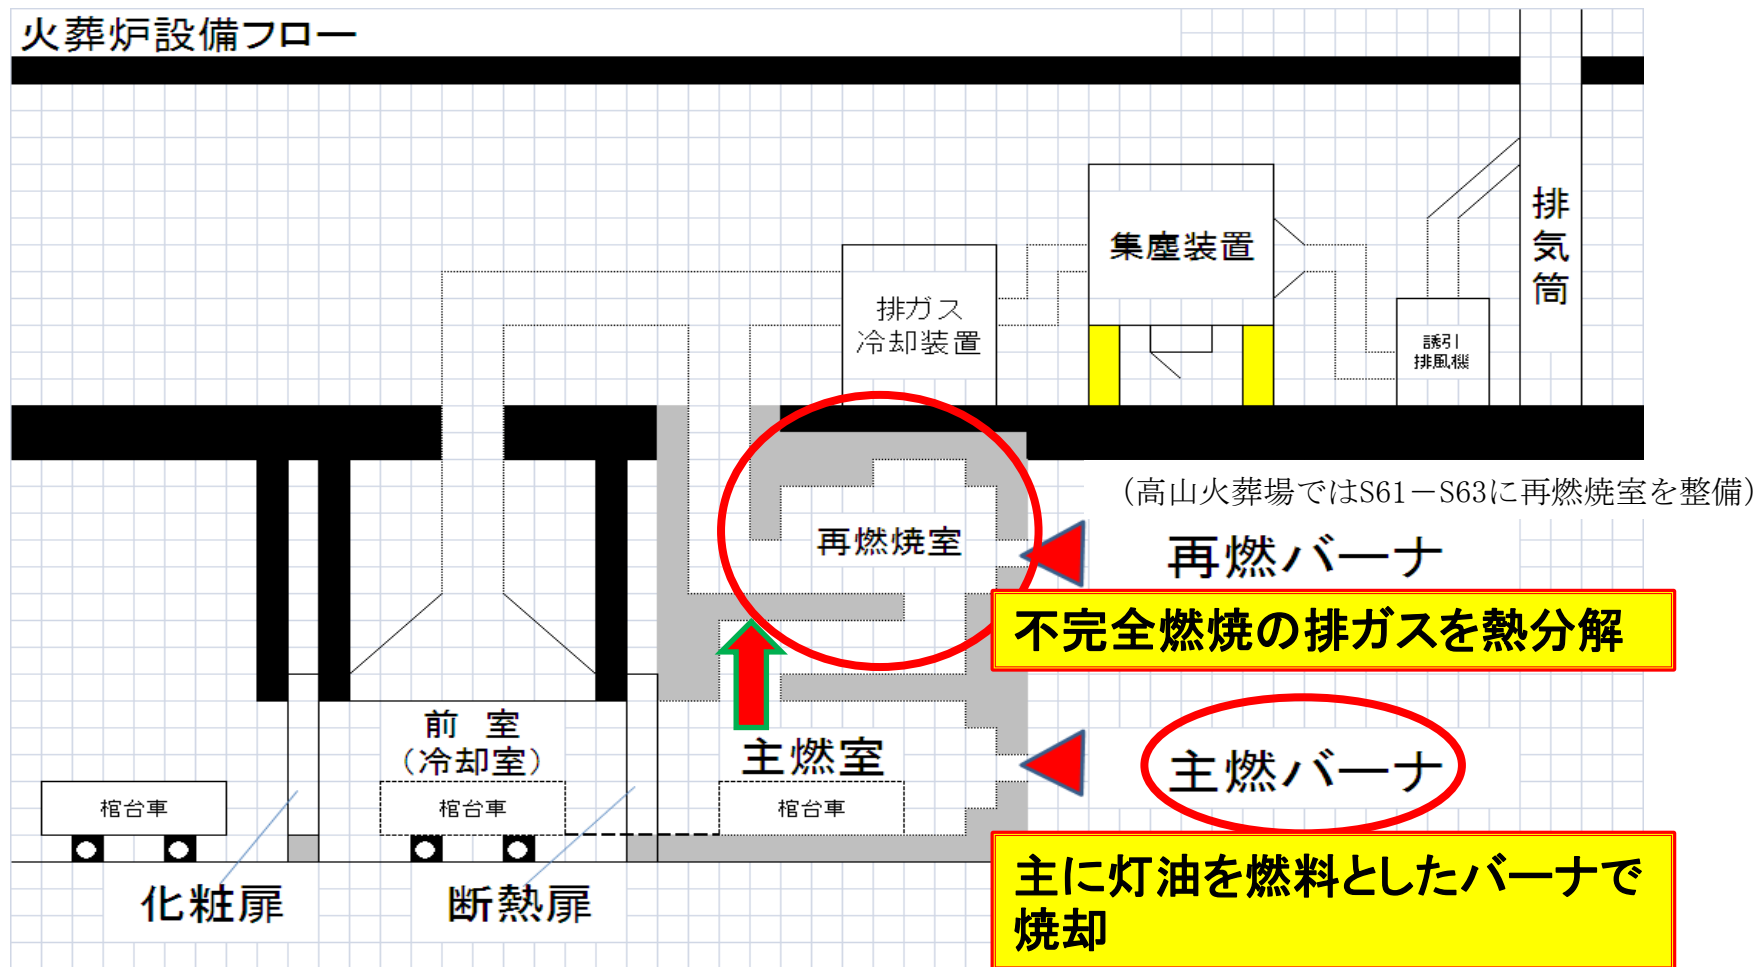 火葬炉設備フロー
排気筒
集塵装置
排ガス
冷却装置
誘引
排風機
(高山火葬場ではS61－S63に再燃焼室を整備)
再燃焼室
再燃バーナ
不完全燃焼の排ガスを熱分解
前 室
(冷却室)
主燃室
主燃バーナ
棺台車
棺台車
棺台車
主に灯油を燃料としたバーナで
焼却
化粧扉
断熱扉